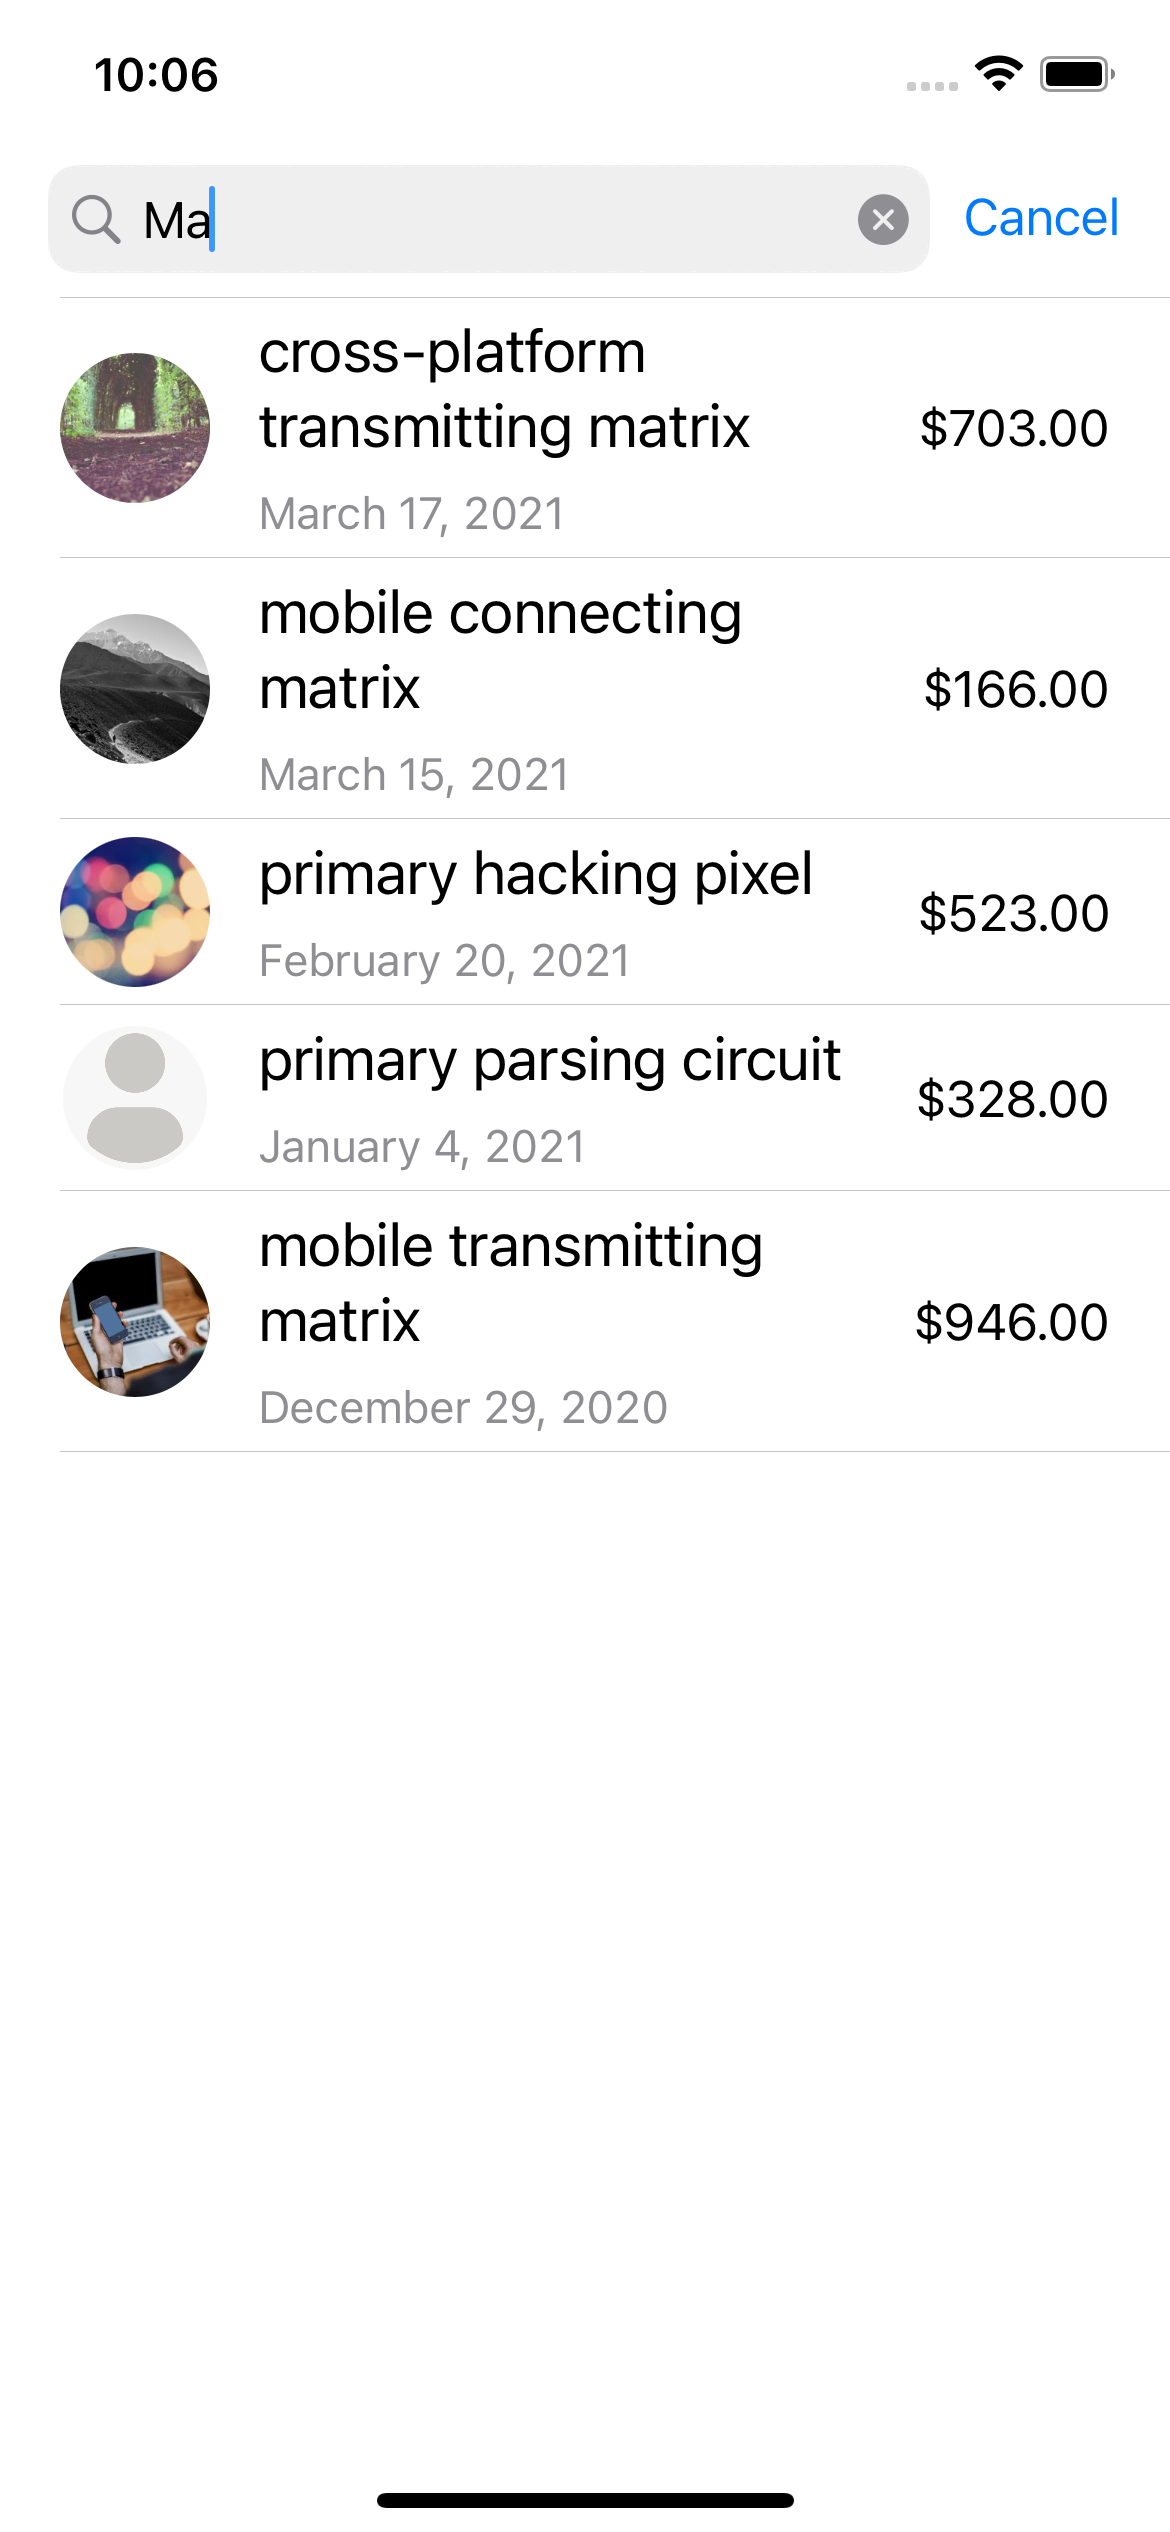 10:06
Ma
Cancel
cross-platform
transmitting matrix
$703.00
March 17, 2021
mobile connecting
matrix
$166.00
March 15, 2021
primary hacking pixel
$523.00
February 20, 2021
primary parsing circuit
$328.00
January 4, 2021
mobile transmitting
matrix
$946.00
December 29, 2020